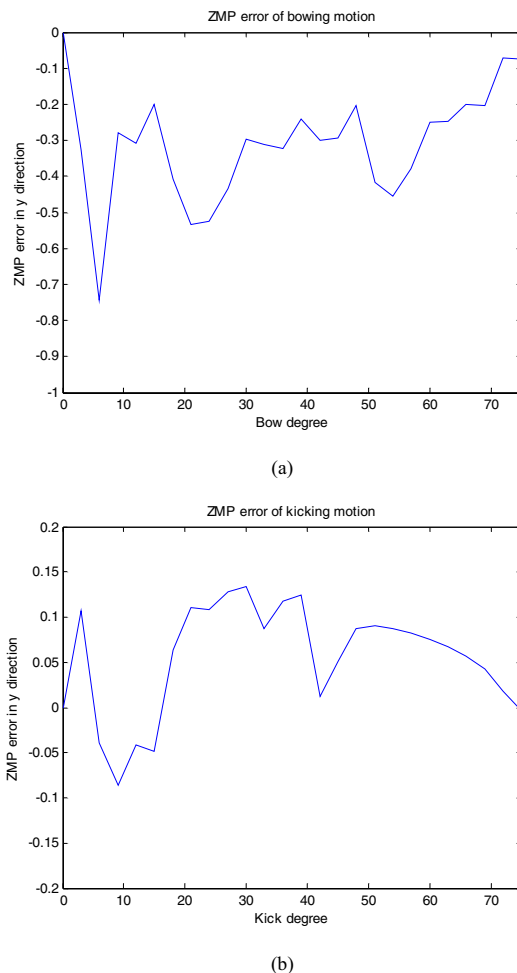 ZMP error of bowing motion
0
-0.1
-0.2
-0.3
-0.4
-0.5
-0.6
-0.7
-0.8
-0.9
-1
ZMP error in y direction
0 10 20 30 40 50 60 70
Bow degree
(a)
ZMP error of kicking motion
0.2
0.15
0.1
0.05
0
-0.05
-0.1
-0.15
-0.2
ZMP error in y direction
0 10 20 30 40 50 60 70
Kick degree
(b)